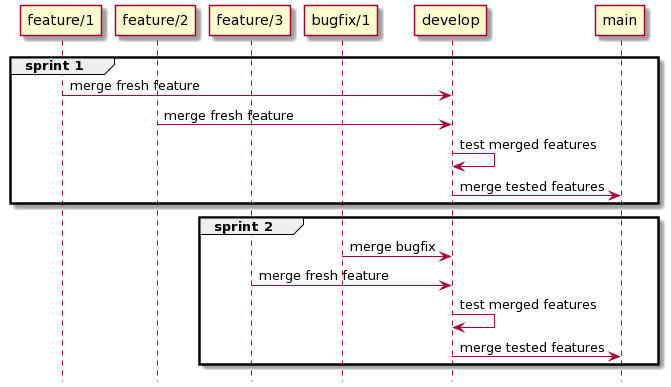 feature/1 feature/2 feature/3 bugfix/1 develop main
sprint 1
merge fresh feature
merge fresh feature
test merged features
merge tested features
sprint 2
merge bugfix
merge fresh feature
test merged features
merge tested features